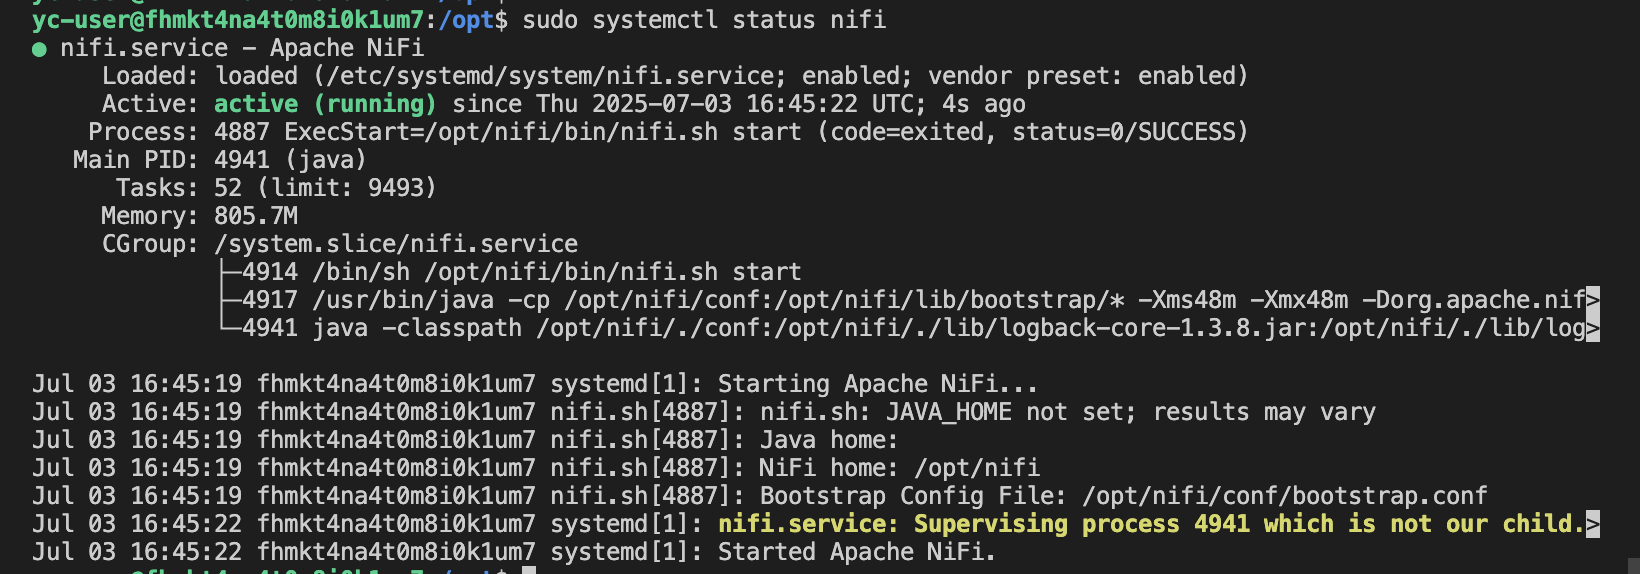 yc-user@fhmkt4na4t0m8i0k1um7:/opt$ sudo systemctl status nifi
● nifi.service - Apache NiFi
Loaded: loaded (/etc/systemd/system/nifi.service; enabled; vendor preset: enabled)
Active: active (running) since Thu 2025-07-03 16:45:22 UTC; 4s ago
Process: 4887 ExecStart=/opt/nifi/bin/nifi.sh start (code=exited, status=0/SUCCESS)
Main PID: 4941 (java)
Tasks: 52 (limit: 9493)
Memory: 805.7M
CGroup: /system.slice/nifi.service
├─4914 /bin/sh /opt/nifi/bin/nifi.sh start
├─4917 /usr/bin/java -cp /opt/nifi/conf:/opt/nifi/lib/bootstrap/* -Xms48m -Xmx48m -Dorg.apache.nif>
└─4941 java -classpath /opt/nifi/./conf:/opt/nifi/./lib/logback-core-1.3.8.jar:/opt/nifi/./lib/log>
Jul 03 16:45:19 fhmkt4na4t0m8i0k1um7 systemd[1]: Starting Apache NiFi...
Jul 03 16:45:19 fhmkt4na4t0m8i0k1um7 nifi.sh[4887]: nifi.sh: JAVA_HOME not set; results may vary
Jul 03 16:45:19 fhmkt4na4t0m8i0k1um7 nifi.sh[4887]: Java home:
Jul 03 16:45:19 fhmkt4na4t0m8i0k1um7 nifi.sh[4887]: NiFi home: /opt/nifi
Jul 03 16:45:19 fhmkt4na4t0m8i0k1um7 nifi.sh[4887]: Bootstrap Config File: /opt/nifi/conf/bootstrap.conf
Jul 03 16:45:22 fhmkt4na4t0m8i0k1um7 systemd[1]: nifi.service: Supervising process 4941 which is not our child.>
Jul 03 16:45:22 fhmkt4na4t0m8i0k1um7 systemd[1]: Started Apache NiFi.